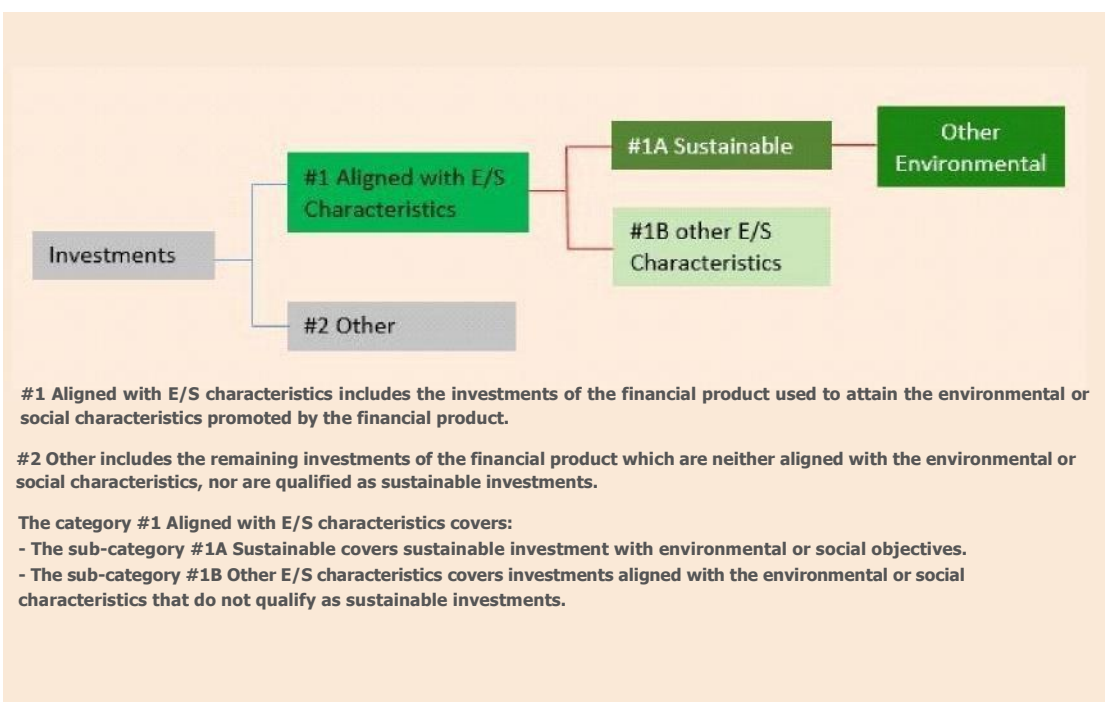 Investments
#1 Aligned with E/S
Characteristics
#2 Other
#1A Sustainable
#1B other E/S
Characteristics
Other
Environmental
#1 Aligned with E/S characteristics includes the investments of the financial product used to attain the environmental or
social characteristics promoted by the financial product.
#2 Other includes the remaining investments of the financial product which are neither aligned with the environmental or
social characteristics, nor are qualified as sustainable investments.
The category #1 Aligned with E/S characteristics covers:
- The sub-category #1A Sustainable covers sustainable investment with environmental or social objectives.
- The sub-category #1B Other E/S characteristics covers investments aligned with the environmental or social
characteristics that do not qualify as sustainable investments.